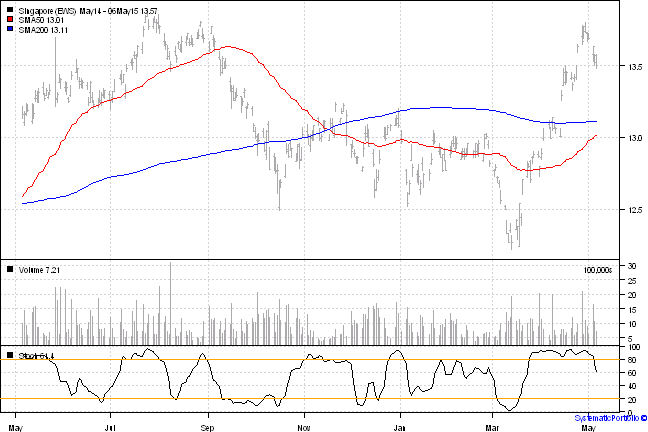 Singapore (EWS) May14 - 06May15 13.57
SMA50 13.01
SMA200 13.11
13.5
13.0
12.5
Volume 7.21
100,000s
30
25
20
15
10
5
100
80
60
40
20
0
May
Jul
Sep
Nov
Jan
Mar
May
SystematicPortfolio ©